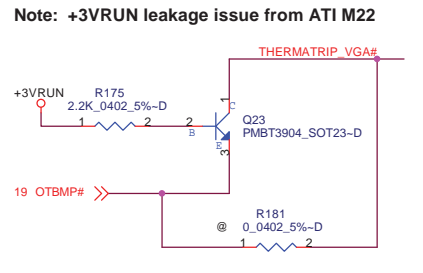 Note: +3VRUN leakage issue from ATI M22
THERMATRIP_VGA#
+3VRUN
R175
2.2K_0402_5%~D
1 2
2
B
1
C
E
3
Q23
PMBT3904_SOT23~D
19 OTBMP#
R181
@ 0_0402_5%~D
1 2